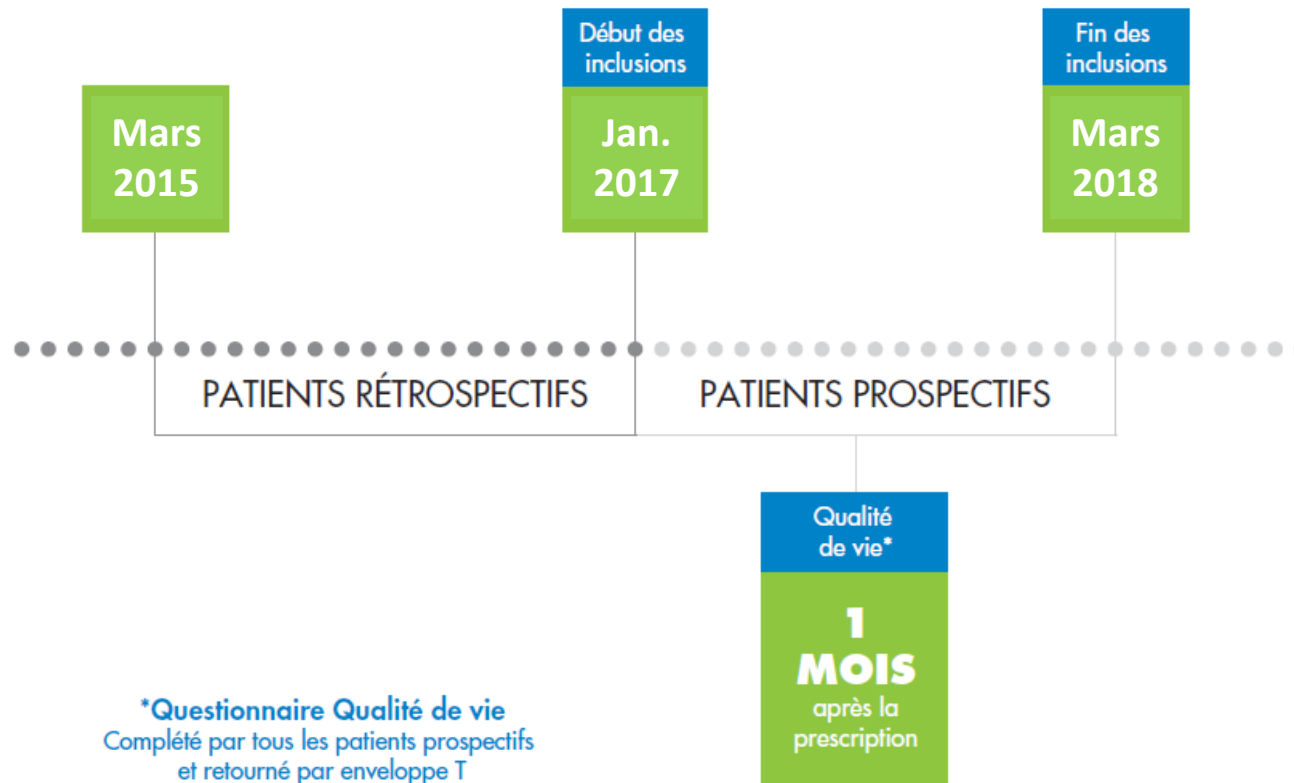 Début des
inclusions
Fin des
inclusions
Mars
2015
Jan.
2017
Mars
2018
PATIENTS RÉTROSPECTIFS
PATIENTS PROSPECTIFS
Qualité
de vie*
1
MOIS
après la
prescription
*Questionnaire Qualité de vie
Complété par tous les patients prospectifs
et retourné par enveloppe T